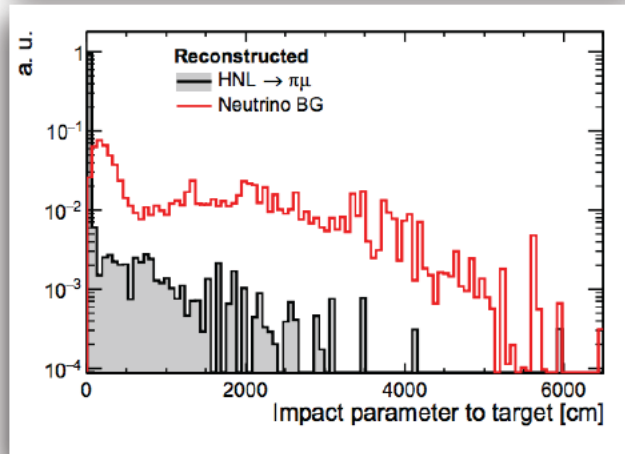 a. u.
Reconstructed
HNL → πμ
Neutrino BG
1
10⁻¹
10⁻²
10⁻³
10⁻⁴
0 2000 4000 6000
Impact parameter to target [cm]